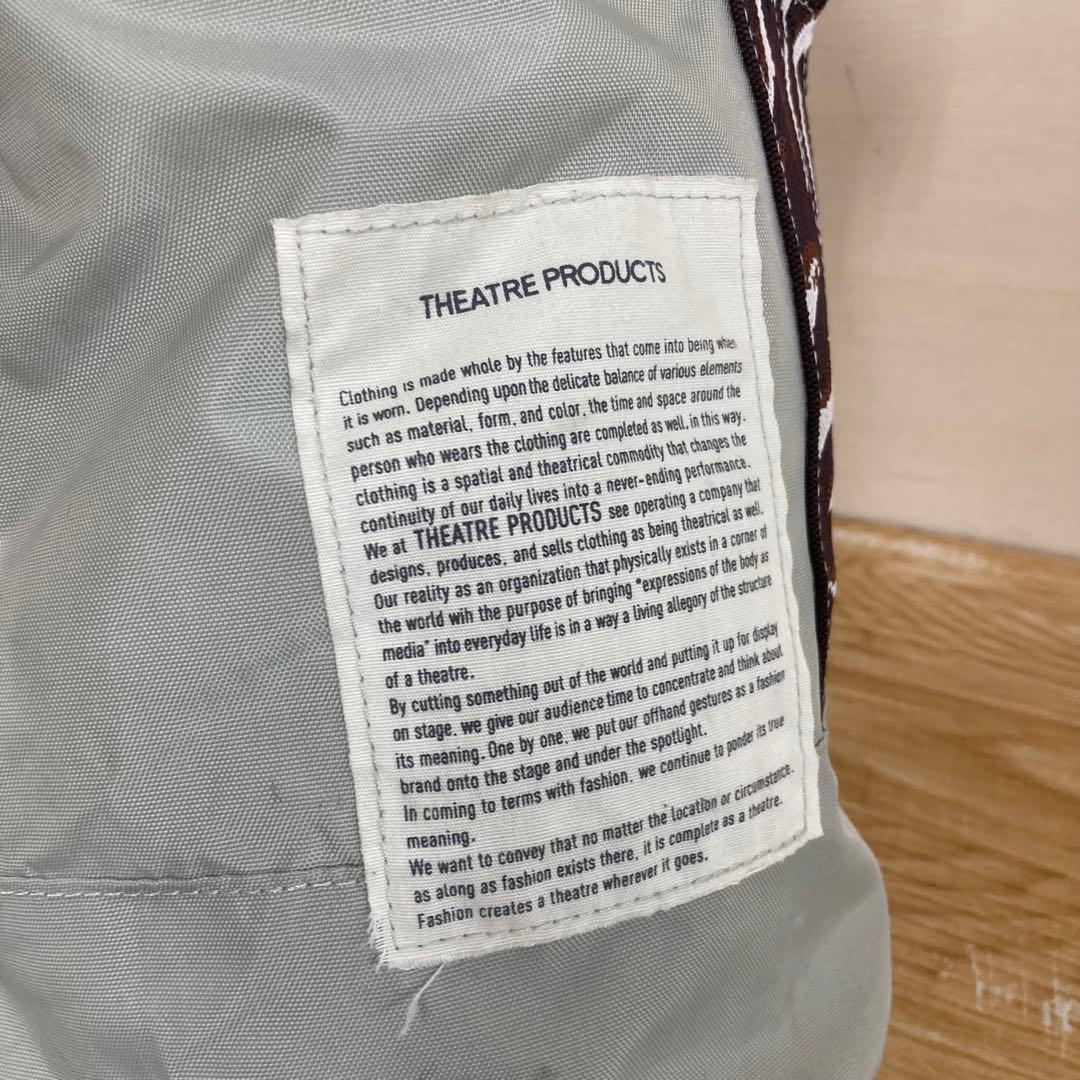 THEATRE PRODUCTS
Clothing is made whole by the features that come into being when
it is worn. Depending upon the delicate balance of various elements
such as material, form, and color, the time and space around the
person who wears the clothing are completed as well, in this way.
clothing is a spatial and theatrical commodity that changes the
continuity of our daily lives into a never-ending performance.
We at THEATRE PRODUCTS see operating a company that
designs, produces, and sells clothing as being theatrical as well.
Our reality as an organization that physically exists in a corner of
the world wih the purpose of bringing "expressions of the body as
media" into everyday life is in a way a living allegory of the structure
of a theatre.
By cutting something out of the world and putting it up for display
on stage, we give our audience time to concentrate and think about
its meaning. One by one, we put our offhand gestures as a fashion
brand onto the stage and under the spotlight.
In coming to terms with fashion, we continue to ponder its true
meaning.
We want to convey that no matter the location or circumstance,
as along as fashion exists there, it is complete as a theatre.
Fashion creates a theatre wherever it goes.